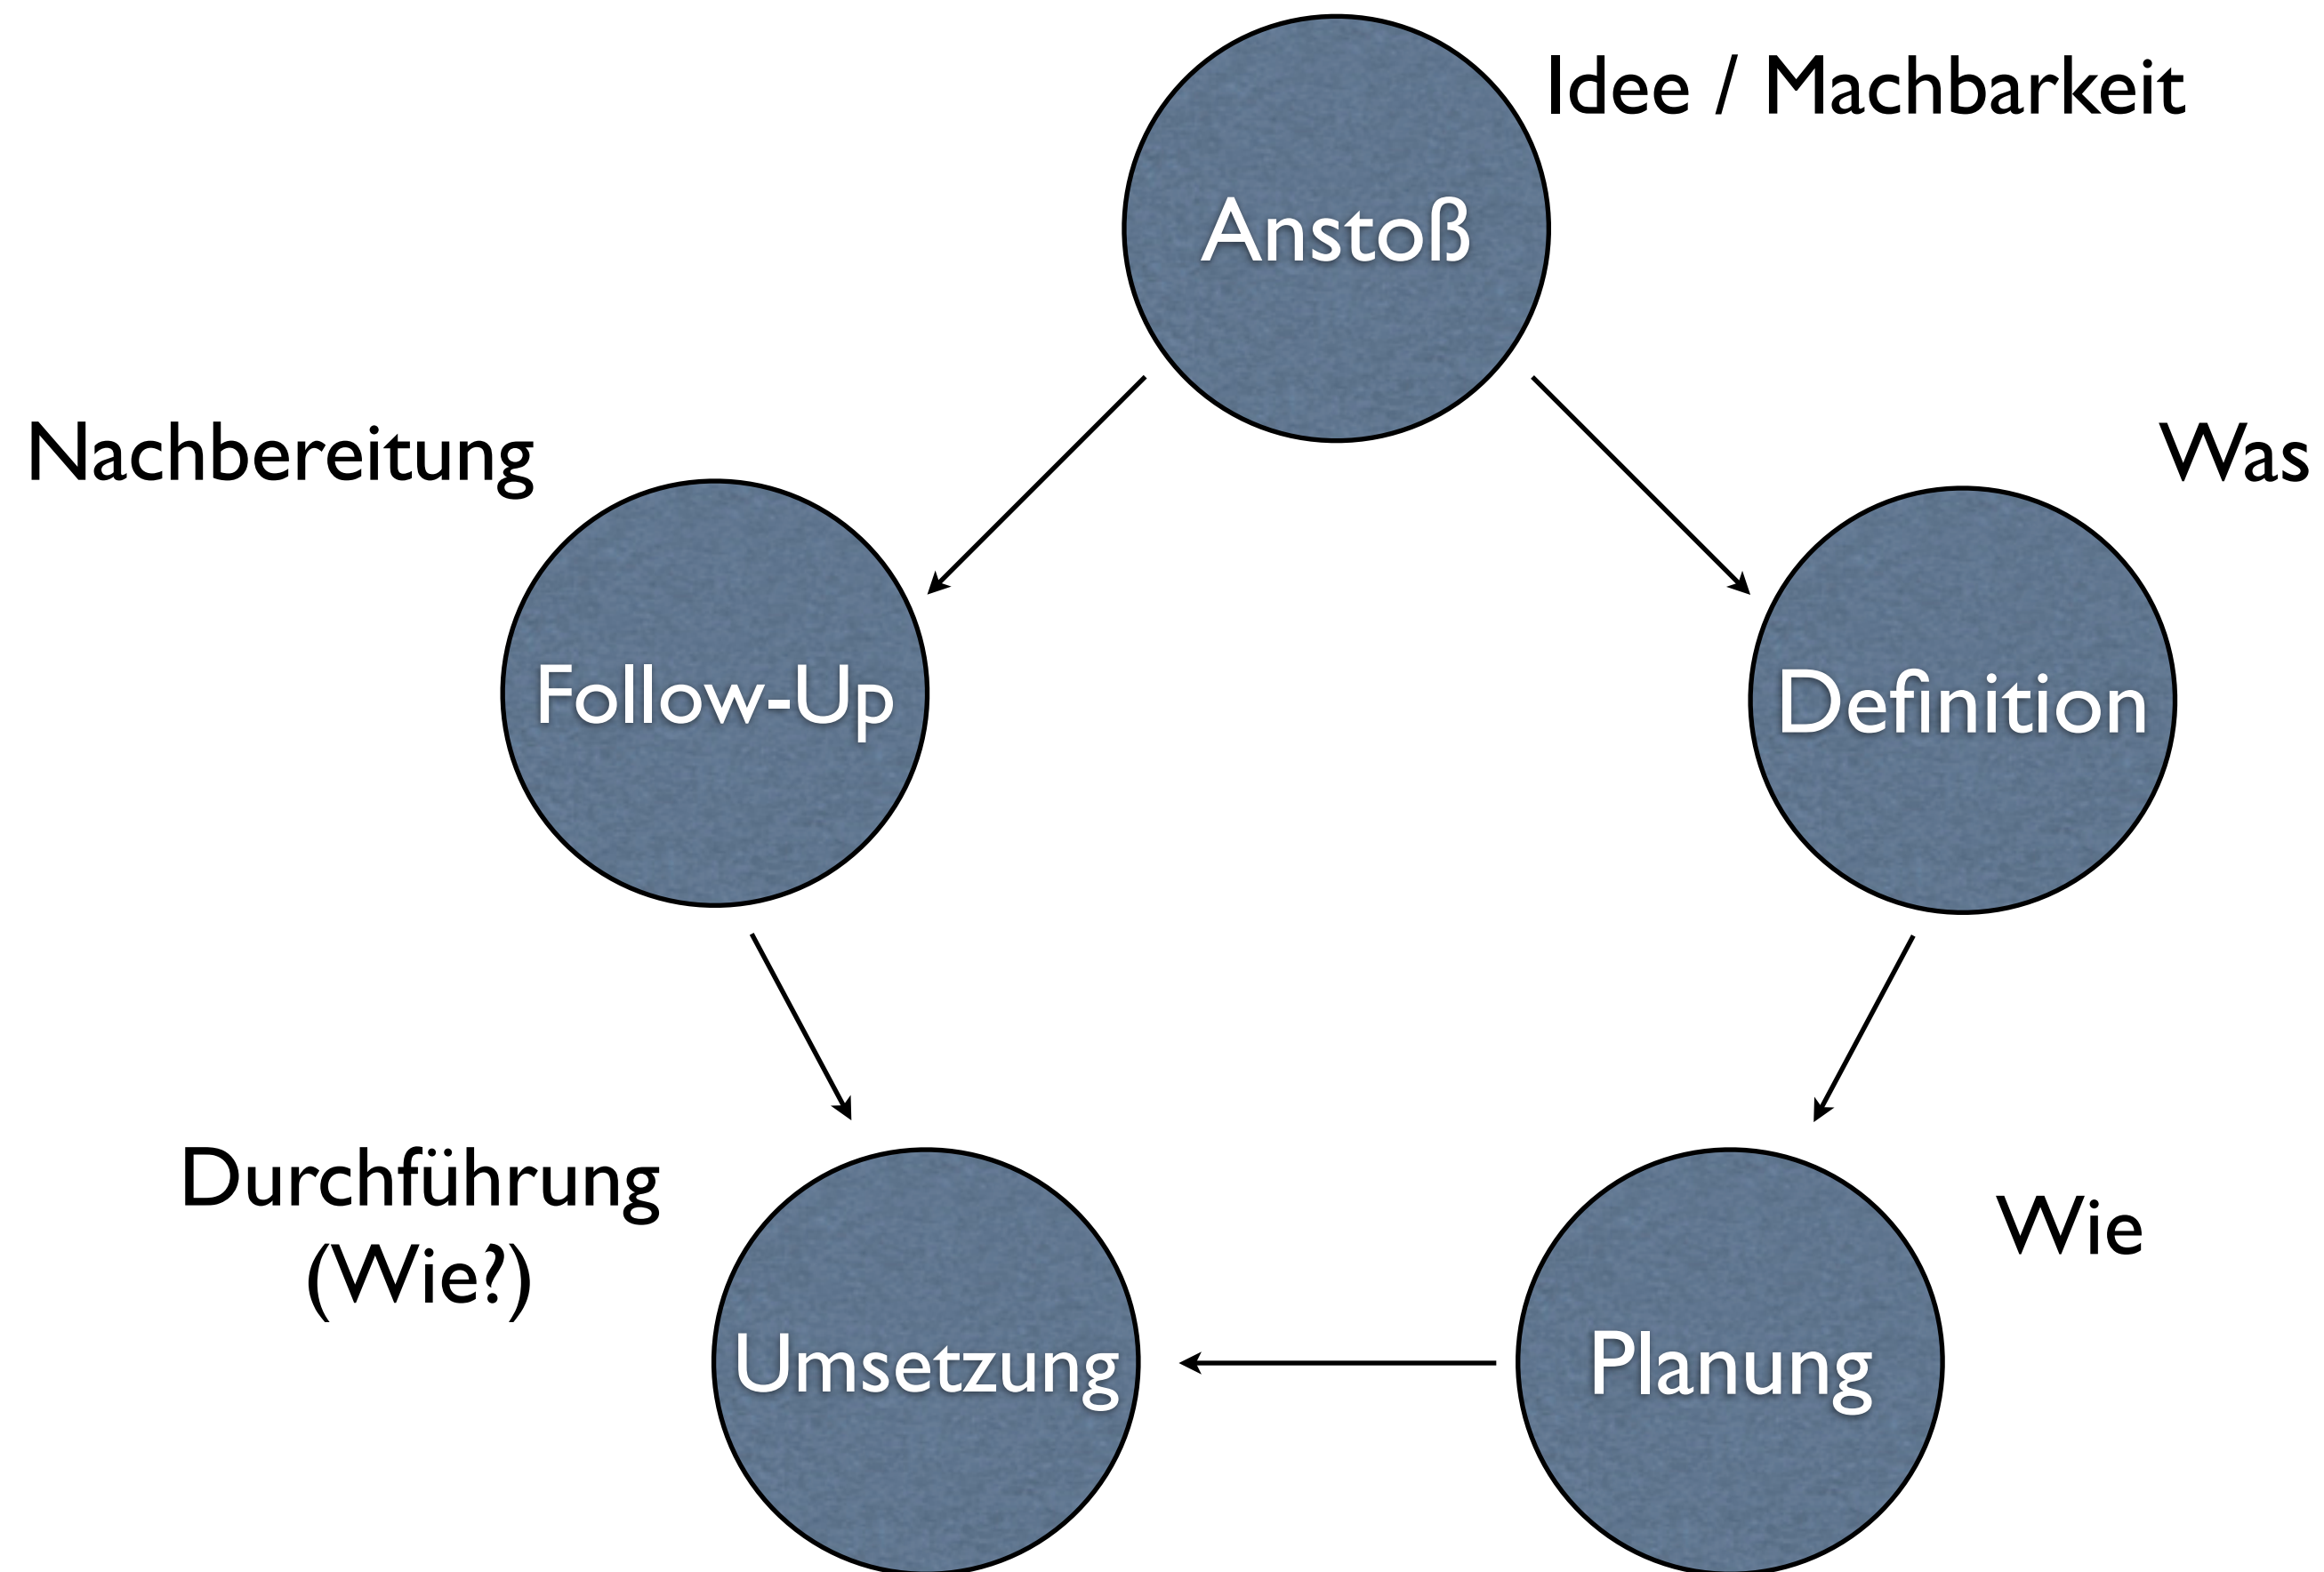 Idee / Machbarkeit
Anstoß
Nachbereitung
Was
Follow-Up
Definition
Durchführung
(Wie?)
Wie
Umsetzung
Planung